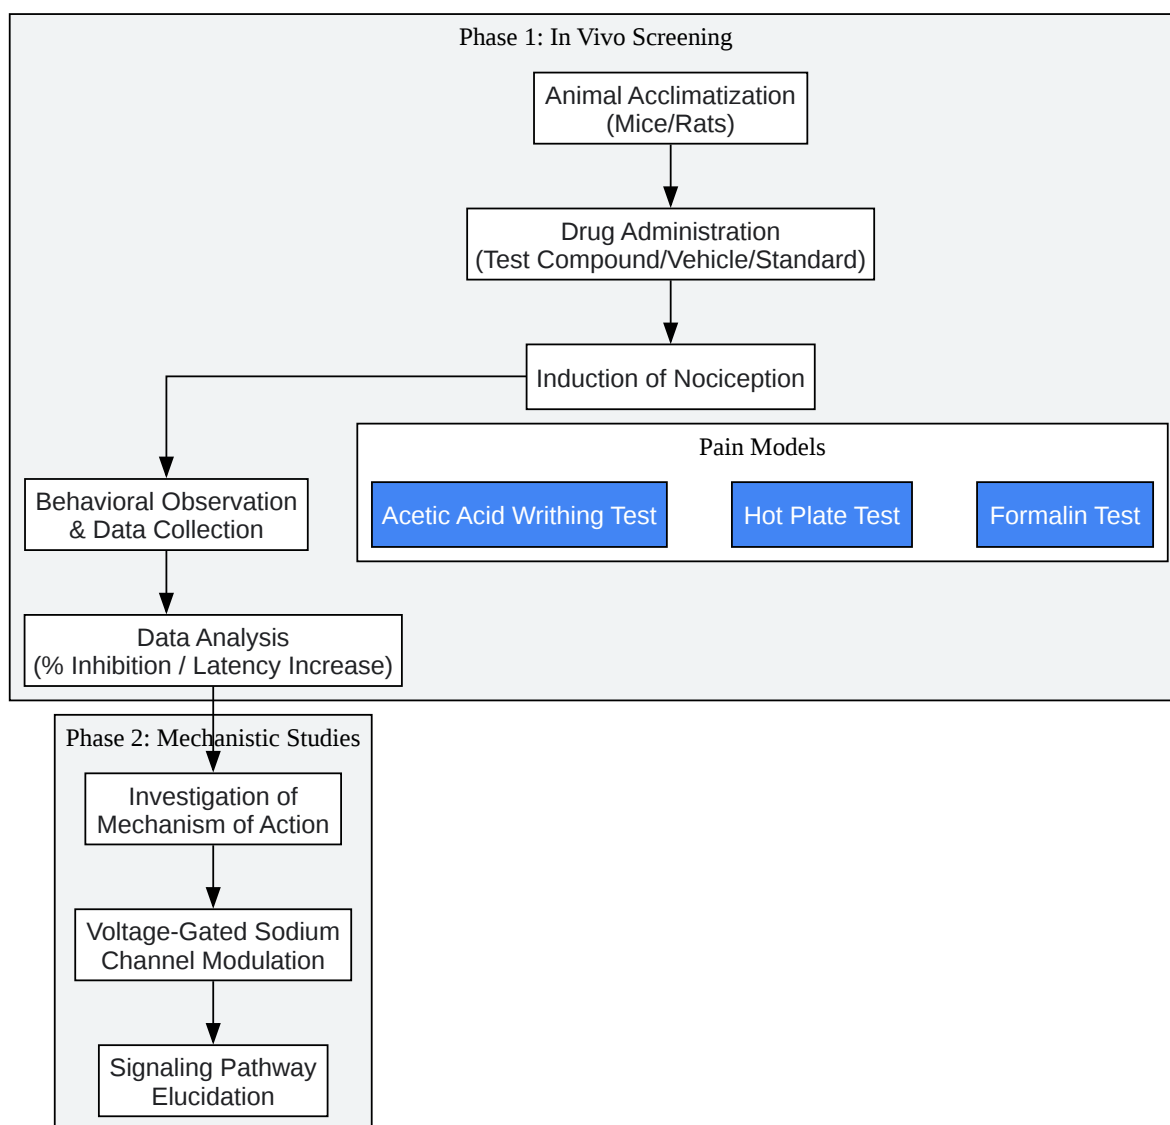 Phase 1: In Vivo Screening
Animal Acclimatization
(Mice/Rats)
Drug Administration
(Test Compound/Vehicle/Standard)
Induction of Nociception
Pain Models
Acetic Acid Writhing Test
Hot Plate Test
Formalin Test
Behavioral Observation
& Data Collection
Data Analysis
(% Inhibition / Latency Increase)
Phase 2: Mechanistic Studies
Investigation of
Mechanism of Action
Voltage-Gated Sodium
Channel Modulation
Signaling Pathway
Elucidation